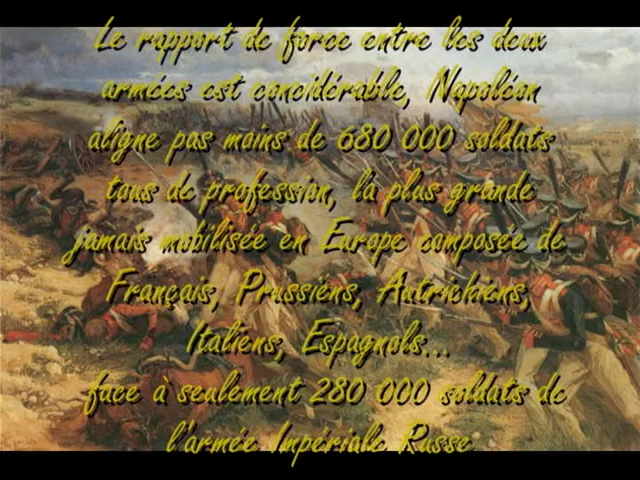 Le rapport de force entre les deux
armées est considérable, Napoléon
aligne pas moins de 680 000 soldats
tous de profession, la plus grande
jamais mobilisée en Europe composée de
Français, Prussiens, Autrichiens,
Italiens, Espagnols...
face à seulement 280 000 soldats de
l'armée Impériale Russe